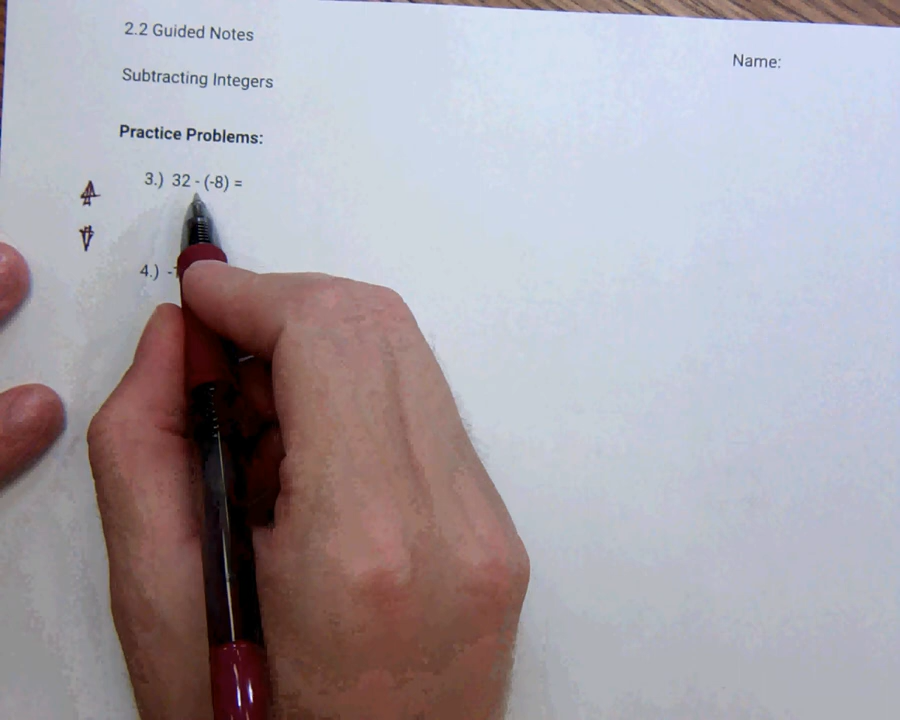 2.2 Guided Notes
Name:
Subtracting Integers
Practice Problems:
3.) 32 - (-8) =
4.) -